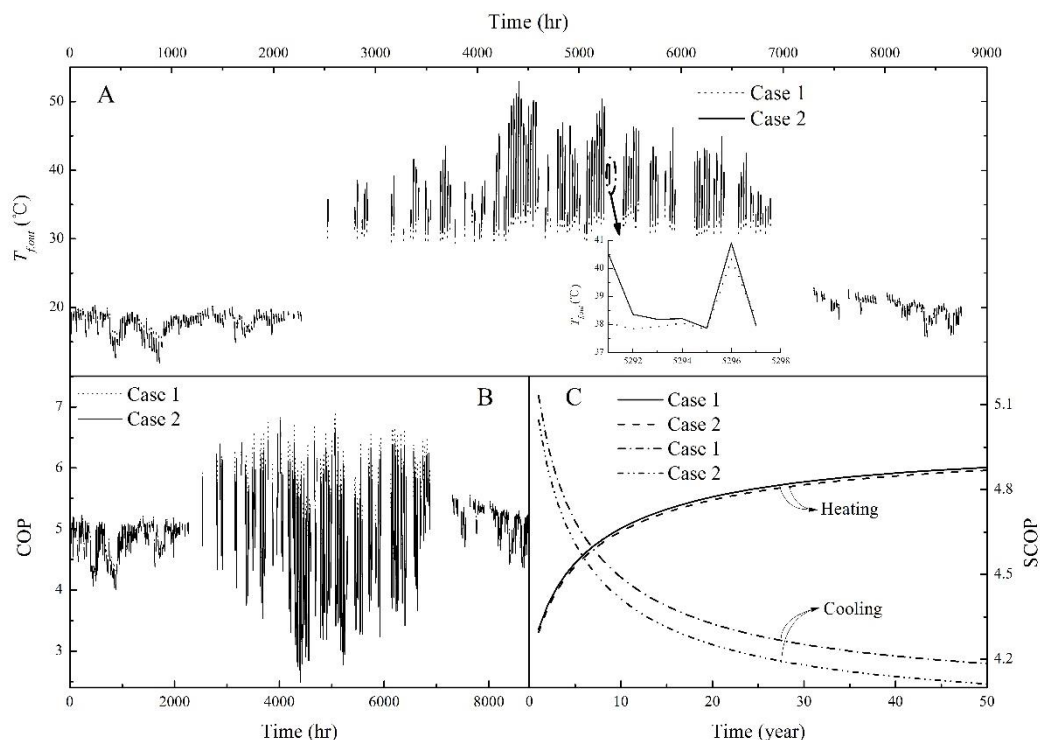 Time (hr)
0 1000 2000 3000 4000 5000 6000 7000 8000 9000
A
Case 1
Case 2
50
40
30
20
T_{f,out} (℃)
41
40
39
38
37
T_{f,out} (℃)
5292 5294 5296 5298
B
Case 1
Case 2
7
6
5
4
3
COP
0 2000 4000 6000 8000
Time (hr)
C
Case 1
Case 2
Case 1
Case 2
Heating
Cooling
5.1
4.8
4.5
4.2
SCOP
0 10 20 30 40 50
Time (year)